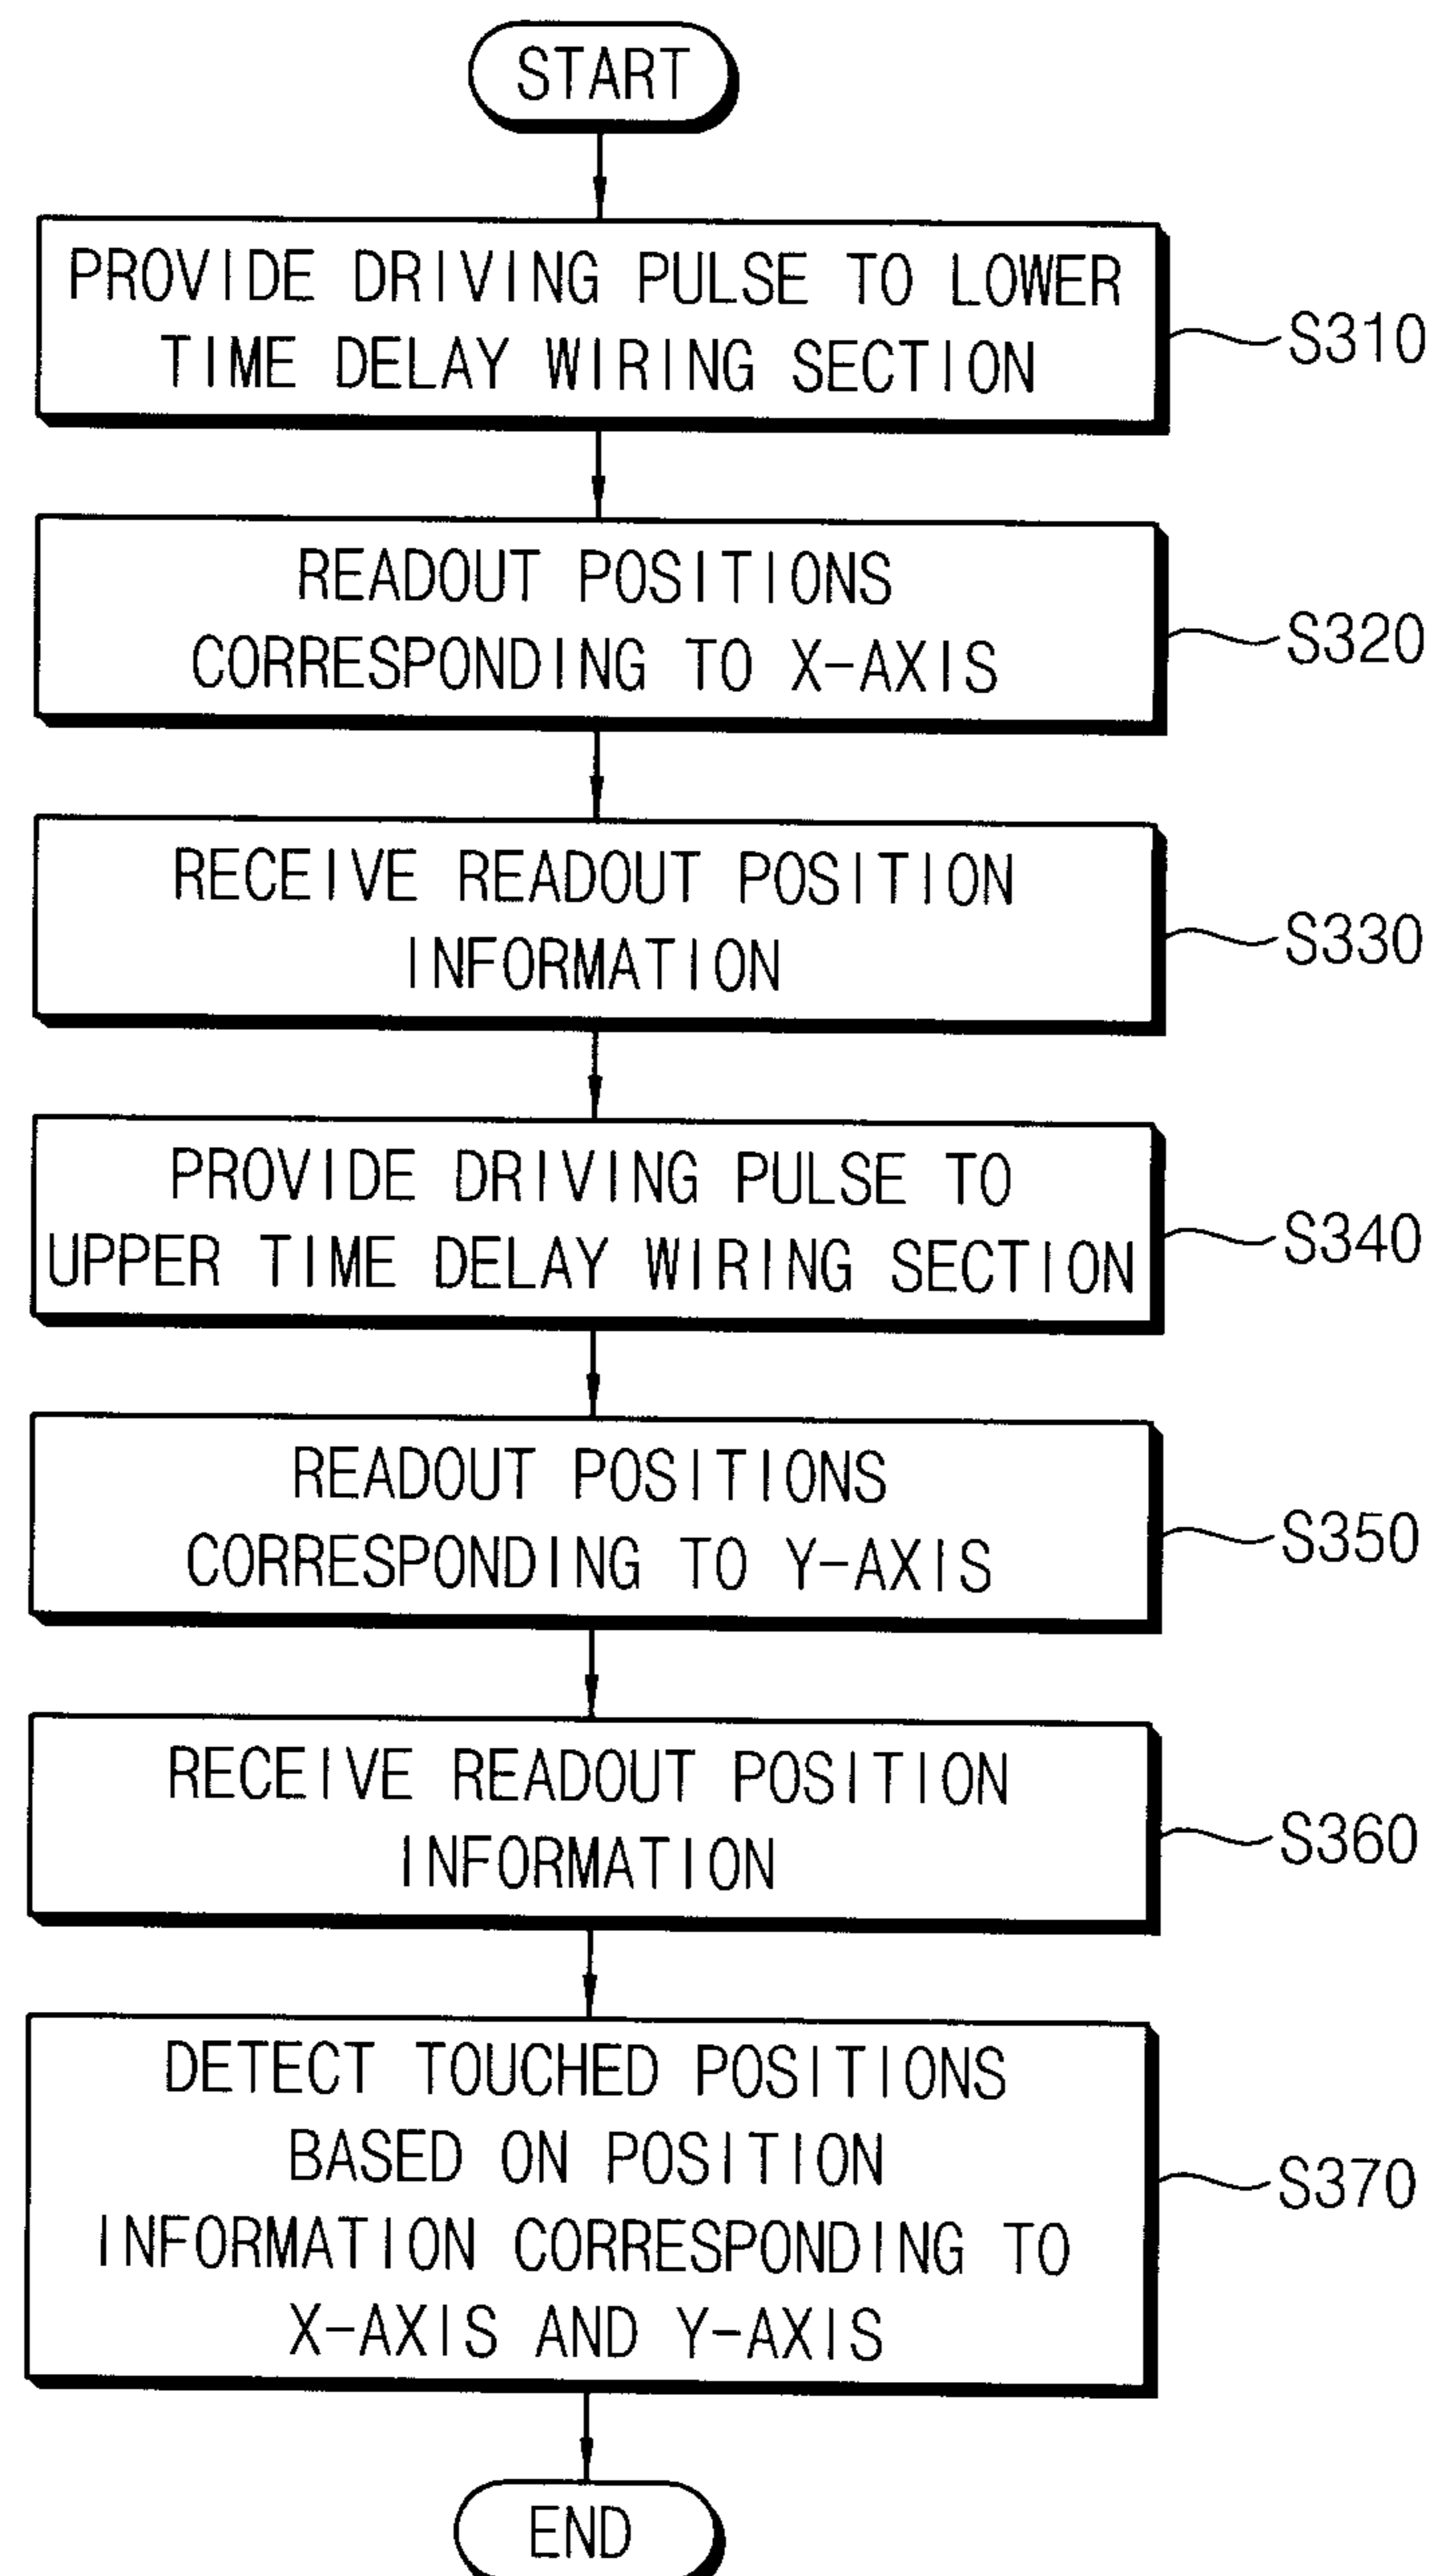 START
PROVIDE DRIVING PULSE TO LOWER
TIME DELAY WIRING SECTION
S310
READOUT POSITIONS
CORRESPONDING TO X-AXIS
S320
RECEIVE READOUT POSITION
INFORMATION
S330
PROVIDE DRIVING PULSE TO
UPPER TIME DELAY WIRING SECTION
S340
READOUT POSITIONS
CORRESPONDING TO Y-AXIS
S350
RECEIVE READOUT POSITION
INFORMATION
S360
DETECT TOUCHED POSITIONS
BASED ON POSITION
INFORMATION CORRESPONDING TO
X-AXIS AND Y-AXIS
S370
END